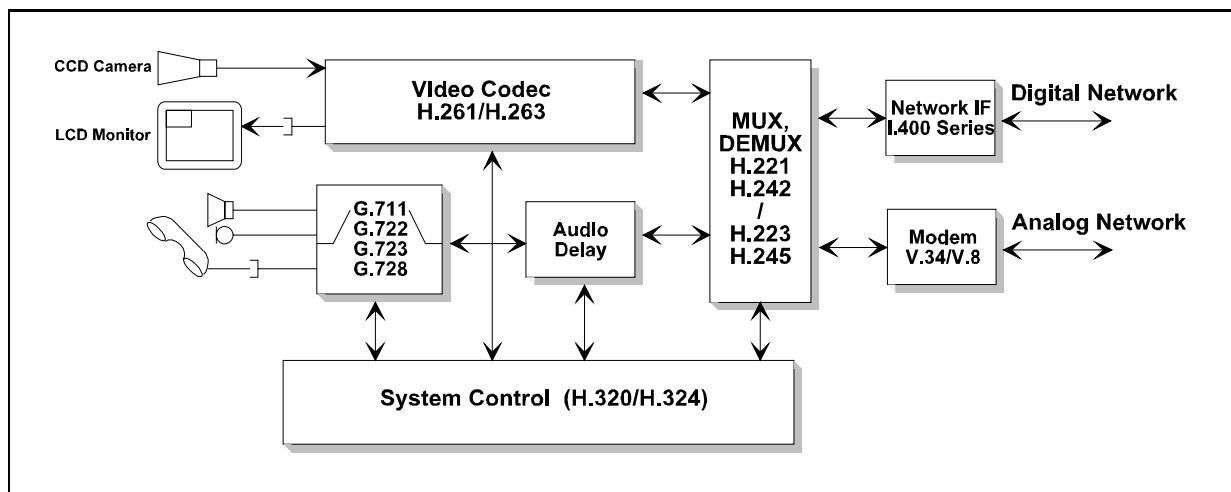 CCD Camera
LCD Monitor
VIdeo Codec
H.261/H.263
G.711
G.722
G.723
G.728
Audio
Delay
MUX,
DEMUX
H.221
H.242
/
H.223
H.245
Network IF
I.400 Series
Digital Network
Modem
V.34/V.8
Analog Network
System Control (H.320/H.324)